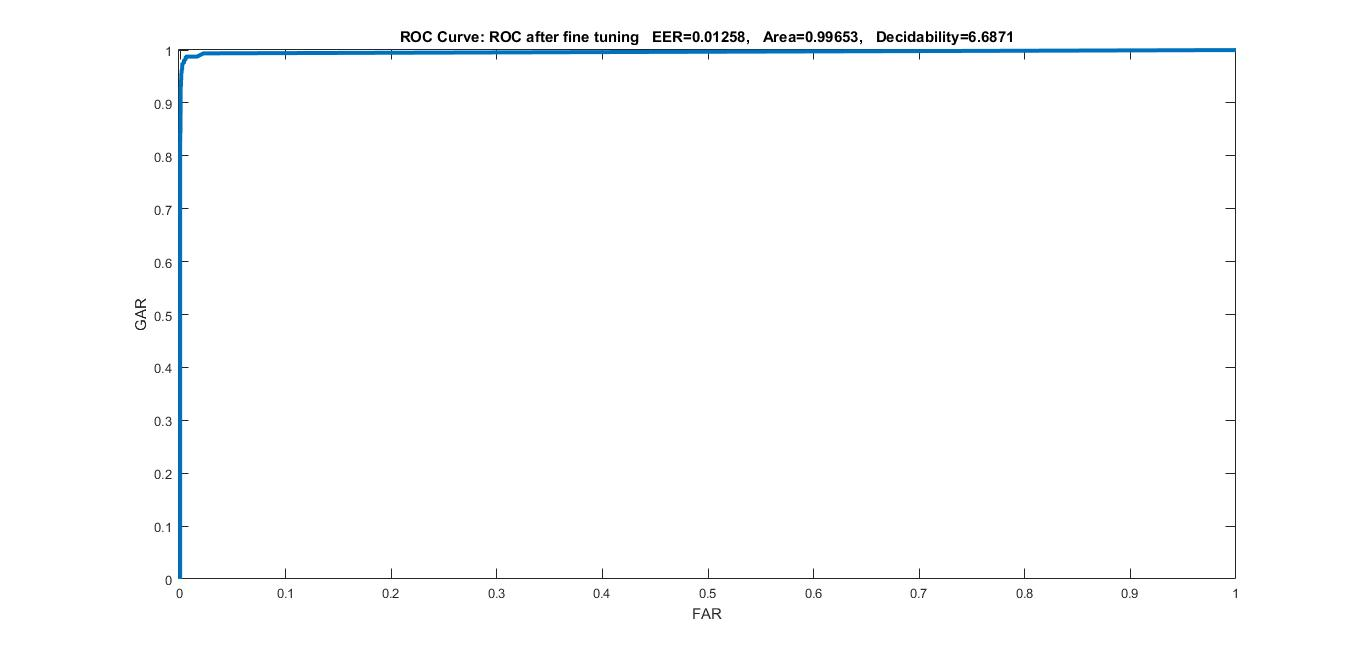 ROC Curve: ROC after fine tuning   EER=0.01258,   Area=0.99653,   Decidability=6.6871
1
0.9
0.8
0.7
0.6
0.5
0.4
0.3
0.2
0.1
0
GAR
0 0.1 0.2 0.3 0.4 0.5 0.6 0.7 0.8 0.9 1
FAR